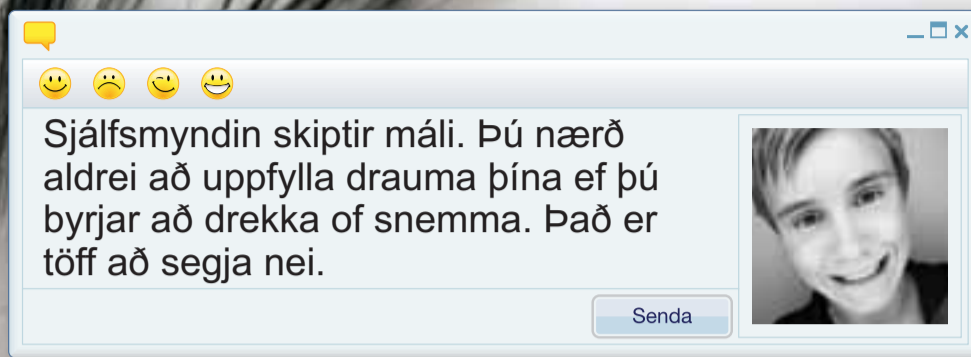 Sjálfsmyndin skiptir máli. Þú nærð
aldrei að uppfylla drauma þína ef þú
byrjar að drekka of snemma. Það er
töff að segja nei.
Senda